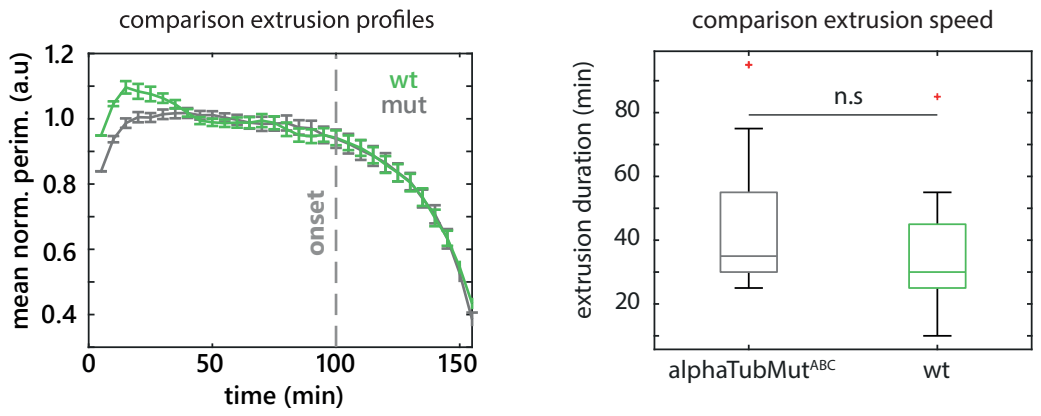 comparison extrusion profiles
mean norm. perim. (a.u)
1.2
1.0
0.8
0.6
0.4
wt
mut
onset
0
50
100
150
time (min)
comparison extrusion speed
extrusion duration (min)
80
60
40
20
n.s
alphaTubMutᴬᴮᶜ
wt